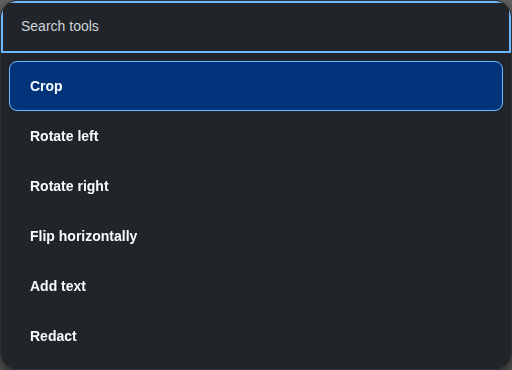 Search tools
Crop
Rotate left
Rotate right
Flip horizontally
Add text
Redact